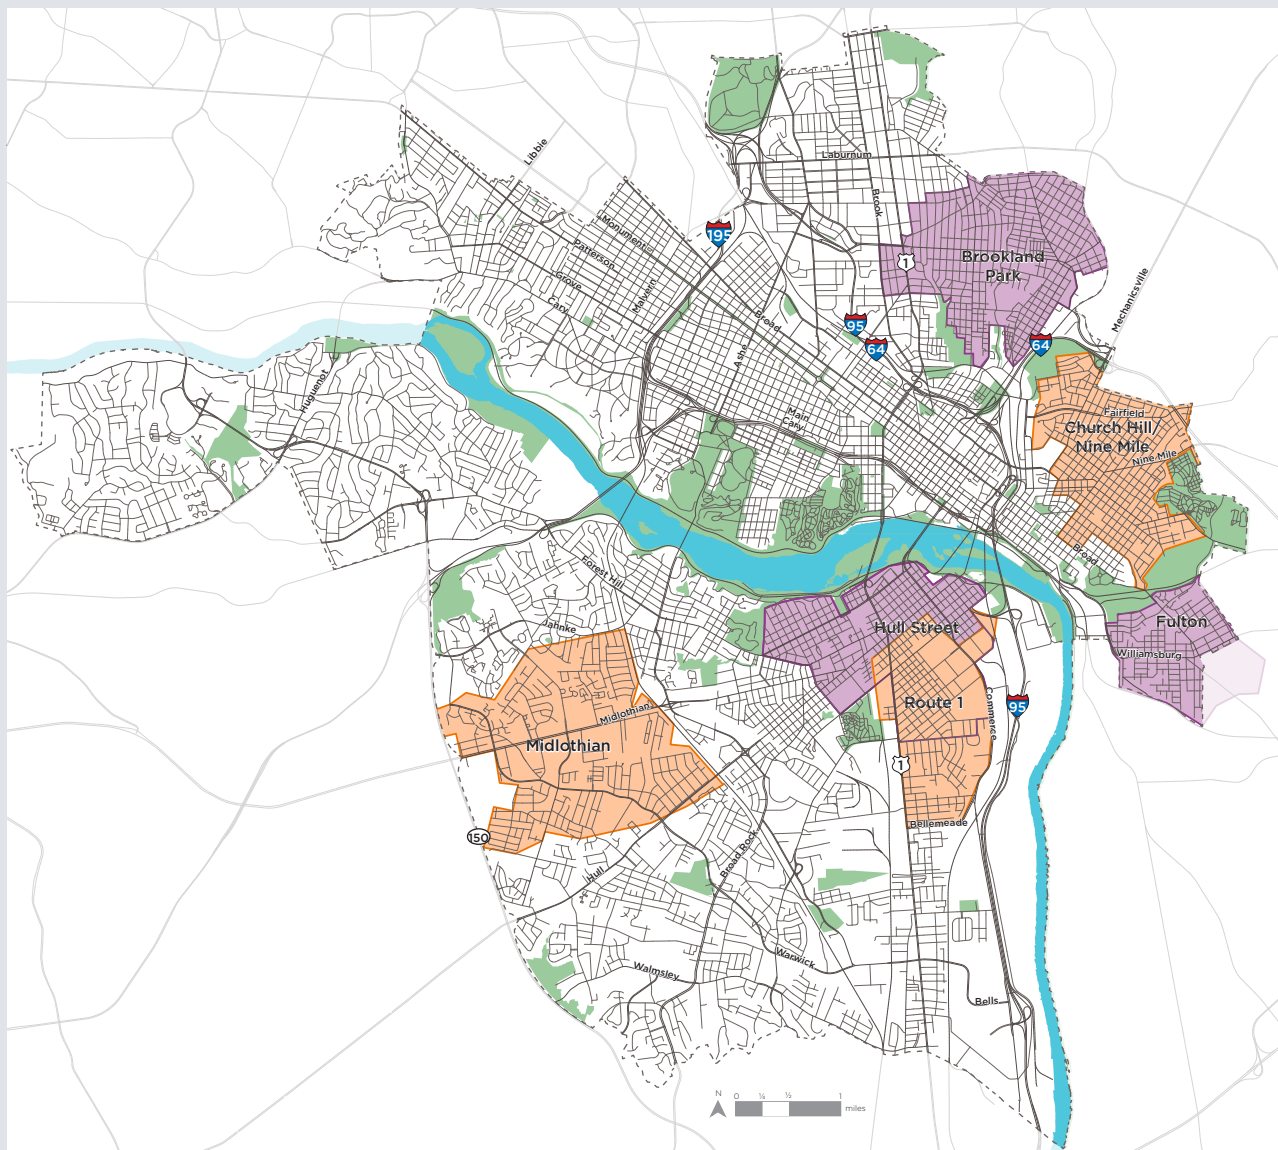 Libbie
Laburnum
Brook
Monument
195
Patterson
1
Brookland
Park
Grove
Malvern
Cary
Mechanicsville
Broad
95
64
64
Ashe
Huguenot
Main
Cary
Fairfield
Church Hill/
Nine Mile
Nine Mile
Broad
Forest Hill
Jahnke
Hull Street
Fulton
Williamsburg
Route 1
Commerce
95
Midlothian
Midlothian
1
150
Bellemeade
Broad Rock
Hull
Warwick
Walmsley
Bells
N
0 ¼ ½ 1
miles